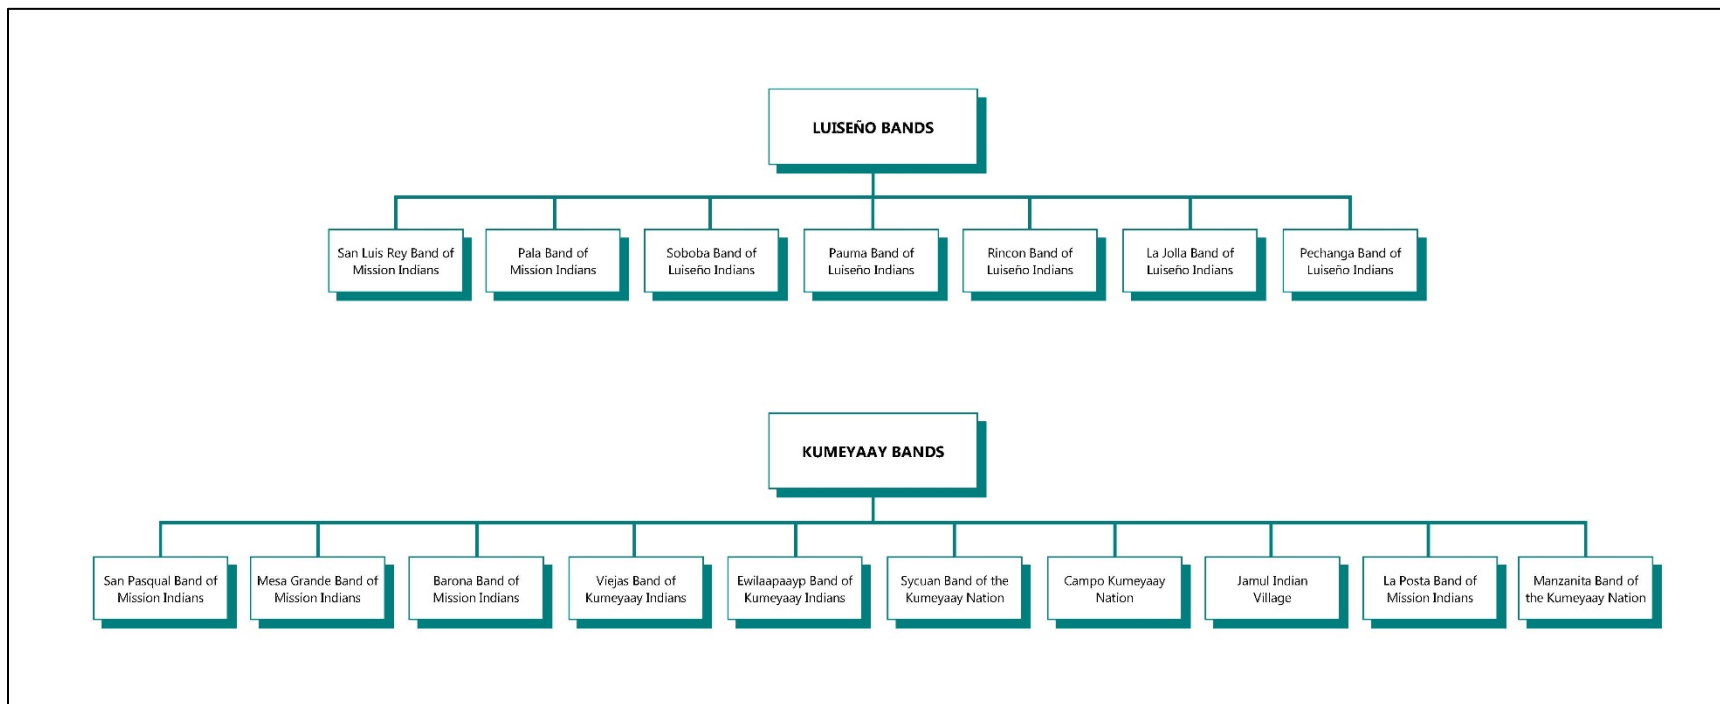 LUISEÑO BANDS
San Luis Rey Band of
Mission Indians
Pala Band of
Mission Indians
Soboba Band of
Luiseño Indians
Pauma Band of
Luiseño Indians
Rincon Band of
Luiseño Indians
La Jolla Band of
Luiseño Indians
Pechanga Band of
Luiseño Indians
KUMEYAAY BANDS
San Pasqual Band of
Mission Indians
Mesa Grande Band of
Mission Indians
Barona Band of
Mission Indians
Viejas Band of
Kumeyaay Indians
Ewilaapaayp Band of
Kumeyaay Indians
Sycuan Band of the
Kumeyaay Nation
Campo Kumeyaay
Nation
Jamul Indian
Village
La Posta Band of
Mission Indians
Manzanita Band of
the Kumeyaay Nation